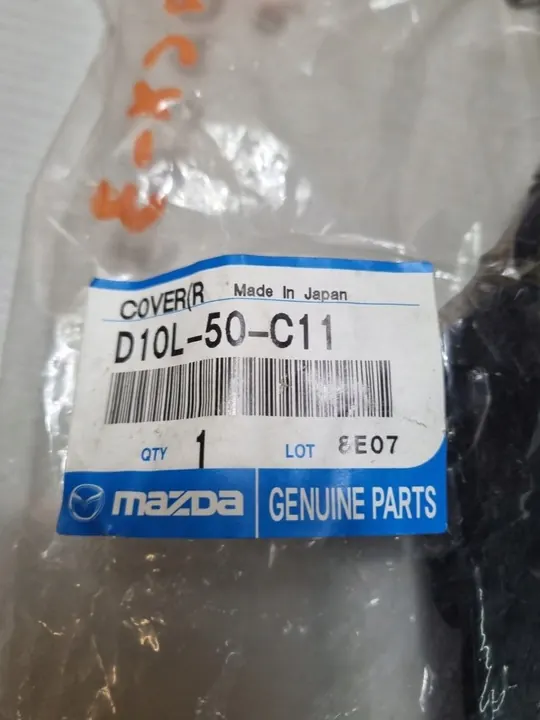 COVER(R Made In Japan
D10L-50-C11
QTY 1 LOT 8E07
mazda GENUINE PARTS